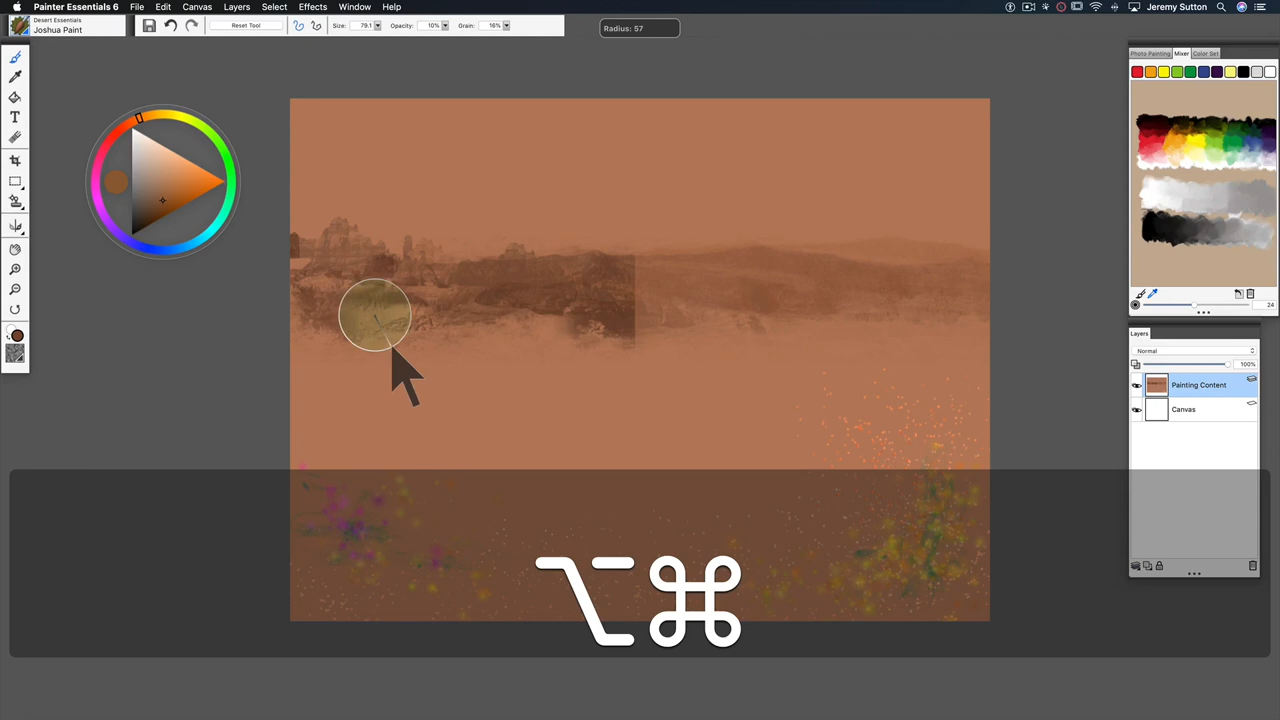 Painter Essentials 6 File Edit Canvas Layers Select Effects Window Help Jeremy Sutton
Desert Essentials
Joshua Paint
Reset Tool Size: 79.1 Opacity: 10% Grain: 16%
Radius: 57
Photo Painting Mixer Color Set
T
24
Layers
Normal
100%
Painting Content
Canvas
⌥⌘